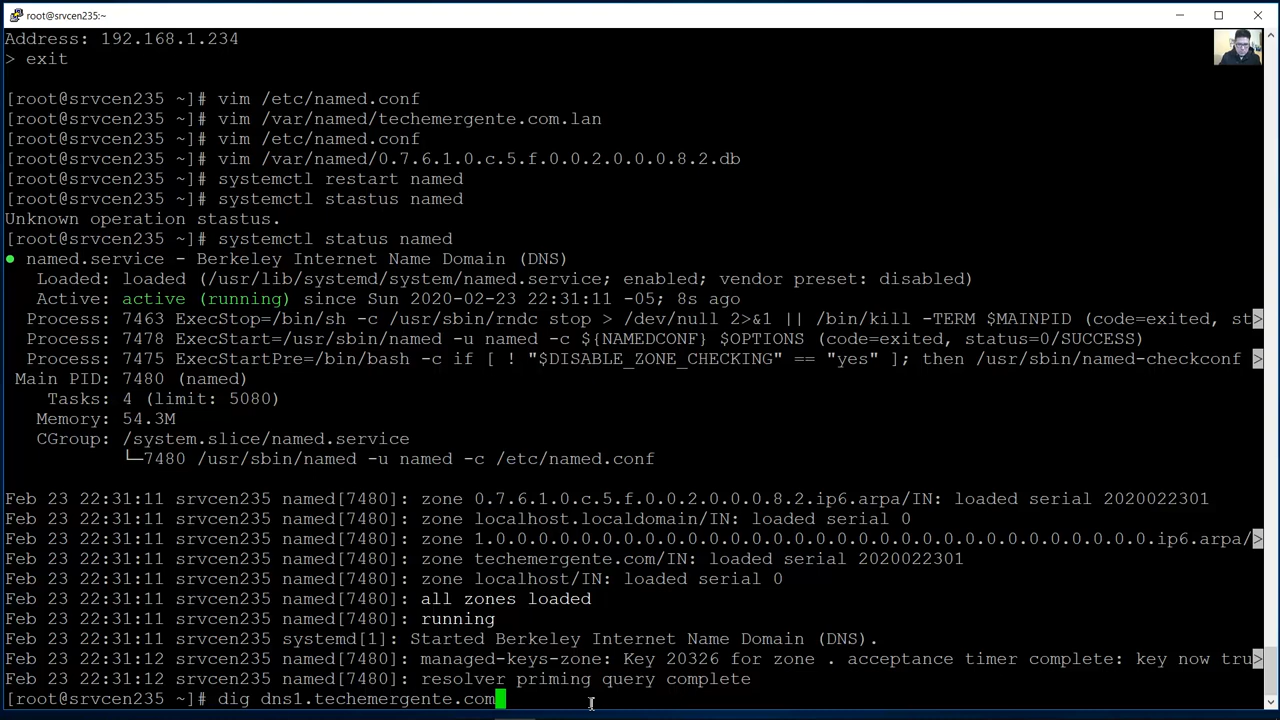 root@srvcen235:~
Address: 192.168.1.234
> exit
[root@srvcen235 ~]# vim /etc/named.conf
[root@srvcen235 ~]# vim /var/named/techemergente.com.lan
[root@srvcen235 ~]# vim /etc/named.conf
[root@srvcen235 ~]# vim /var/named/0.7.6.1.0.c.5.f.0.0.2.0.0.0.8.2.db
[root@srvcen235 ~]# systemctl restart named
[root@srvcen235 ~]# systemctl stastus named
Unknown operation stastus.
[root@srvcen235 ~]# systemctl status named
● named.service - Berkeley Internet Name Domain (DNS)
   Loaded: loaded (/usr/lib/systemd/system/named.service; enabled; vendor preset: disabled)
   Active: active (running) since Sun 2020-02-23 22:31:11 -05; 8s ago
  Process: 7463 ExecStop=/bin/sh -c /usr/sbin/rndc stop > /dev/null 2>&1 || /bin/kill -TERM $MAINPID (code=exited, st>
  Process: 7478 ExecStart=/usr/sbin/named -u named -c ${NAMEDCONF} $OPTIONS (code=exited, status=0/SUCCESS)
  Process: 7475 ExecStartPre=/bin/bash -c if [ ! "$DISABLE_ZONE_CHECKING" == "yes" ]; then /usr/sbin/named-checkconf >
 Main PID: 7480 (named)
    Tasks: 4 (limit: 5080)
   Memory: 54.3M
   CGroup: /system.slice/named.service
           └─7480 /usr/sbin/named -u named -c /etc/named.conf
Feb 23 22:31:11 srvcen235 named[7480]: zone 0.7.6.1.0.c.5.f.0.0.2.0.0.0.8.2.ip6.arpa/IN: loaded serial 2020022301
Feb 23 22:31:11 srvcen235 named[7480]: zone localhost.localdomain/IN: loaded serial 0
Feb 23 22:31:11 srvcen235 named[7480]: zone 1.0.0.0.0.0.0.0.0.0.0.0.0.0.0.0.0.0.0.0.0.0.0.0.0.0.0.0.0.0.0.0.ip6.arpa/>
Feb 23 22:31:11 srvcen235 named[7480]: zone techemergente.com/IN: loaded serial 2020022301
Feb 23 22:31:11 srvcen235 named[7480]: zone localhost/IN: loaded serial 0
Feb 23 22:31:11 srvcen235 named[7480]: all zones loaded
Feb 23 22:31:11 srvcen235 named[7480]: running
Feb 23 22:31:11 srvcen235 systemd[1]: Started Berkeley Internet Name Domain (DNS).
Feb 23 22:31:12 srvcen235 named[7480]: managed-keys-zone: Key 20326 for zone . acceptance timer complete: key now tru>
Feb 23 22:31:12 srvcen235 named[7480]: resolver priming query complete
[root@srvcen235 ~]# dig dns1.techemergente.com